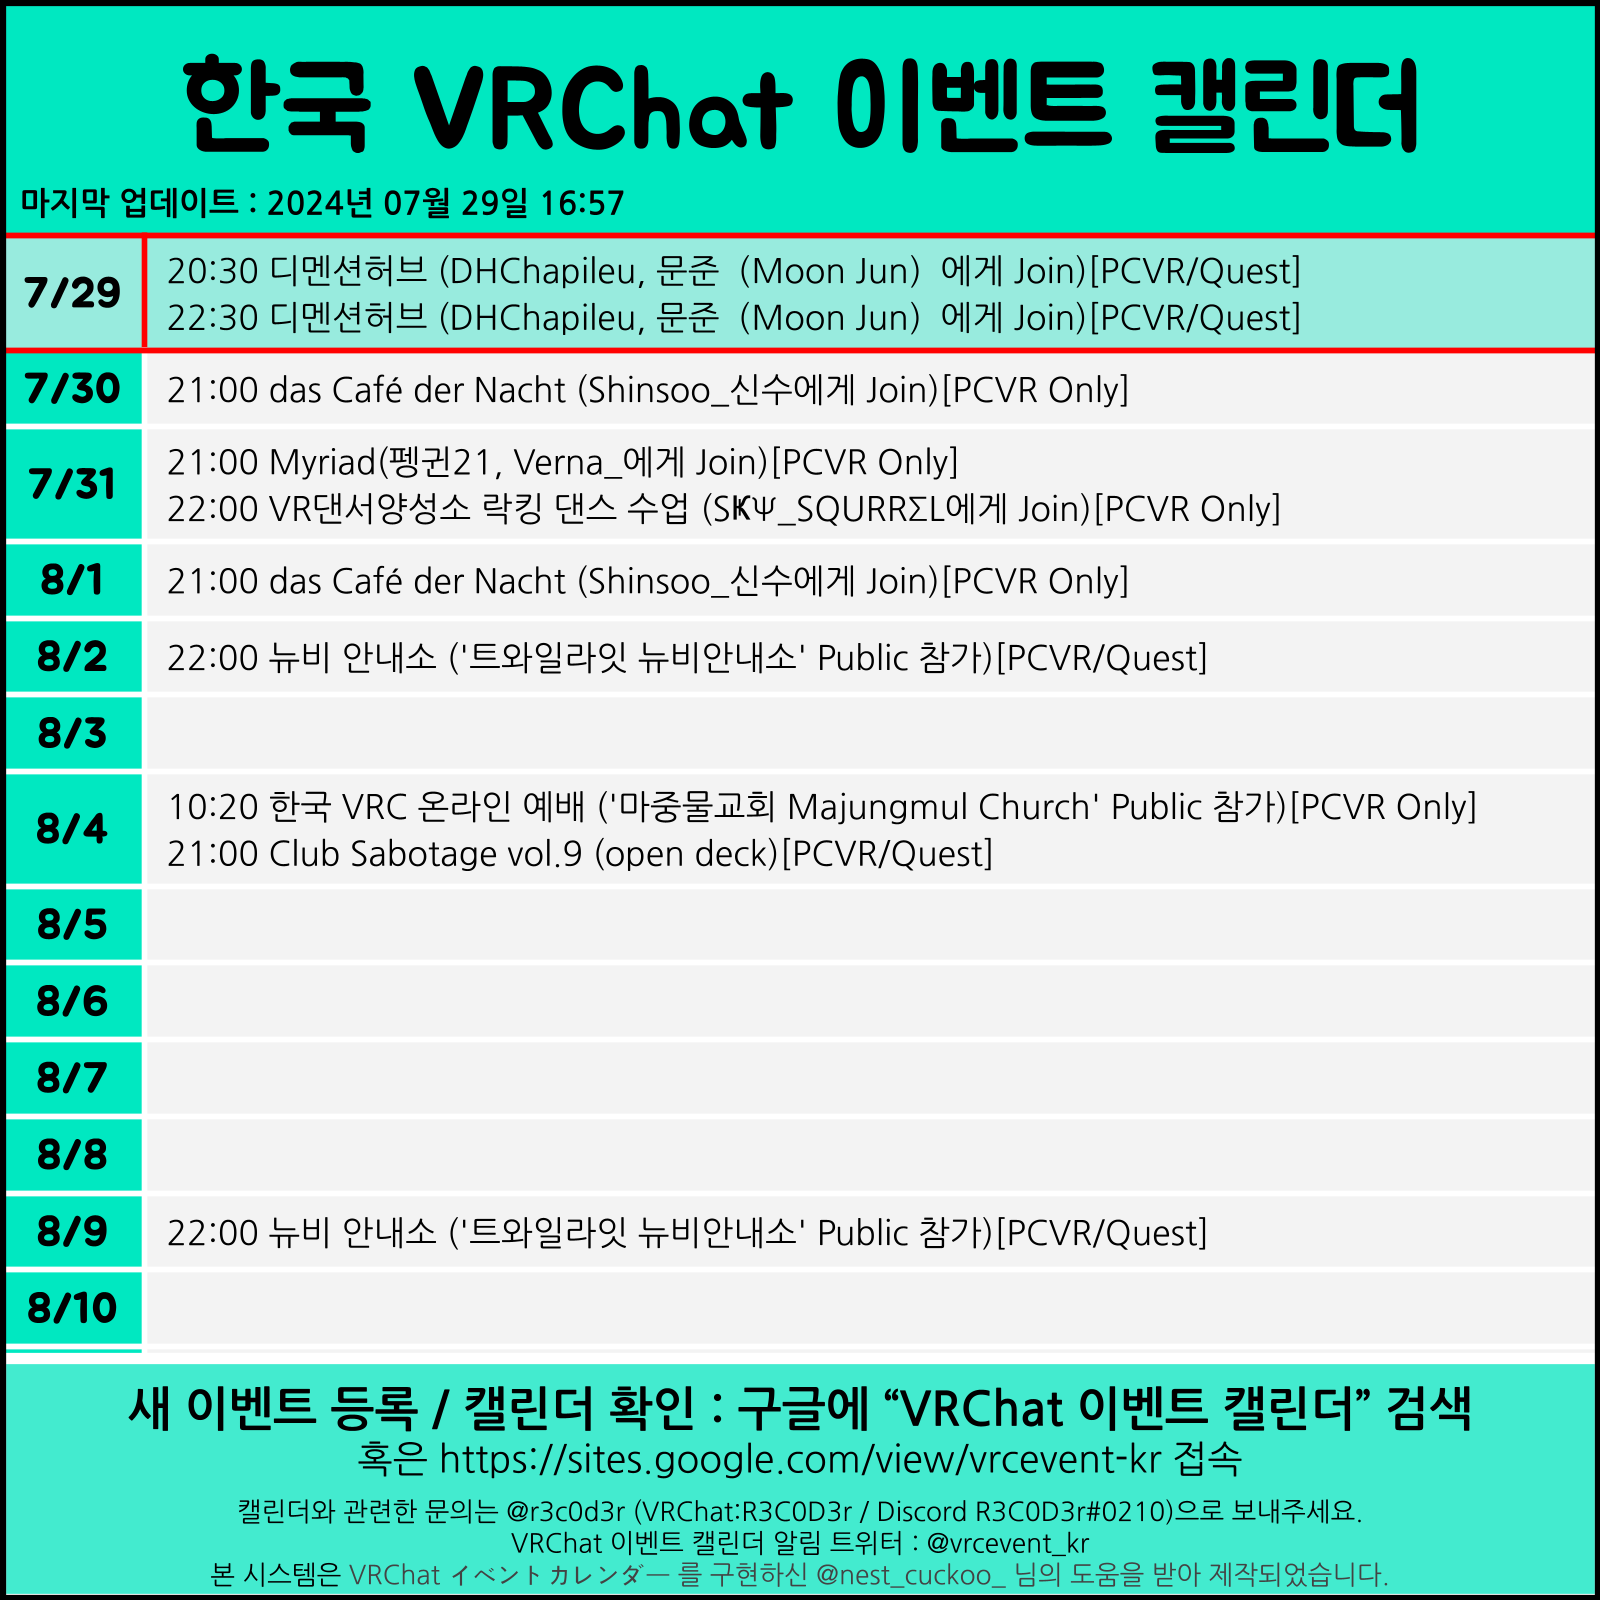 한국 VRChat 이벤트 캘린더
마지막 업데이트 : 2024년 07월 29일 16:57
7/29
20:30 디멘션허브 (DHChapileu, 문준（Moon Jun）에게 Join)[PCVR/Quest]
22:30 디멘션허브 (DHChapileu, 문준（Moon Jun）에게 Join)[PCVR/Quest]
7/30
21:00 das Café der Nacht (Shinsoo_신수에게 Join)[PCVR Only]
7/31
21:00 Myriad(펭귄21, Verna_에게 Join)[PCVR Only]
22:00 VR댄서양성소 락킹 댄스 수업 (S₭Ψ_SQURRΣL에게 Join)[PCVR Only]
8/1
21:00 das Café der Nacht (Shinsoo_신수에게 Join)[PCVR Only]
8/2
22:00 뉴비 안내소 ('트와일라잇 뉴비안내소' Public 참가)[PCVR/Quest]
8/3
8/4
10:20 한국 VRC 온라인 예배 ('마중물교회 Majungmul Church' Public 참가)[PCVR Only]
21:00 Club Sabotage vol.9 (open deck)[PCVR/Quest]
8/5
8/6
8/7
8/8
8/9
22:00 뉴비 안내소 ('트와일라잇 뉴비안내소' Public 참가)[PCVR/Quest]
8/10
새 이벤트 등록 / 캘린더 확인 : 구글에 “VRChat 이벤트 캘린더” 검색
혹은 https://sites.google.com/view/vrcevent-kr 접속
캘린더와 관련한 문의는 @r3c0d3r (VRChat:R3C0D3r / Discord R3C0D3r#0210)으로 보내주세요.
VRChat 이벤트 캘린더 알림 트위터 : @vrcevent_kr
본 시스템은 VRChat イベントカレンダー 를 구현하신 @nest_cuckoo_ 님의 도움을 받아 제작되었습니다.